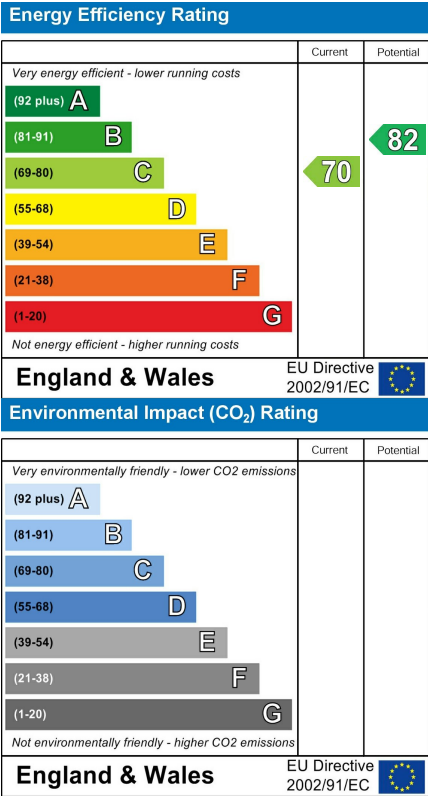 Energy Efficiency Rating
Current Potential
Very energy efficient - lower running costs
(92 plus) A
(81-91) B 82
(69-80) C 70
(55-68) D
(39-54) E
(21-38) F
(1-20) G
Not energy efficient - higher running costs
England & Wales
EU Directive
2002/91/EC
Environmental Impact (CO₂) Rating
Current Potential
Very environmentally friendly - lower CO2 emissions
(92 plus) A
(81-91) B
(69-80) C
(55-68) D
(39-54) E
(21-38) F
(1-20) G
Not environmentally friendly - higher CO2 emissions
England & Wales
EU Directive
2002/91/EC